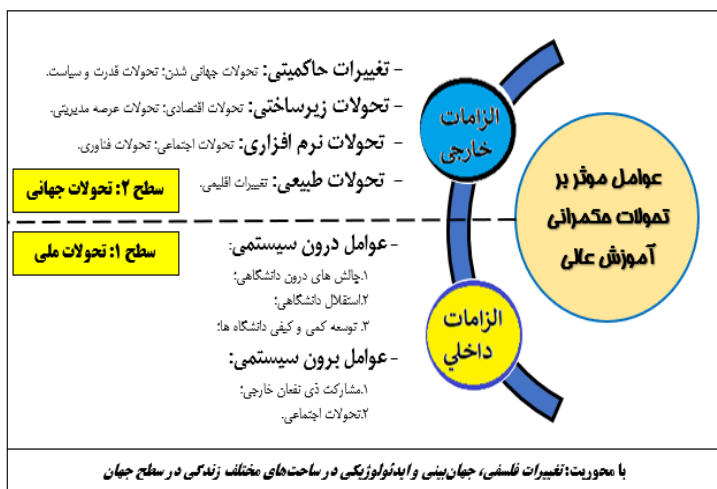 عوامل موثر بر
تحولات حکمرانی
آموزش عالی
الزامات
خارجی
- تغییرات حاکمیتی: تحولات جهانی شدن؛ تحولات قدرت و سیاست.
- تحولات زیرساختی: تحولات اقتصادی؛ تحولات عرصه مدیریتی.
- تحولات نرم افزاری: تحولات اجتماعی؛ تحولات فناوری.
- تحولات طبیعی: تغییرات اقلیمی.
سطح ۲: تحولات جهانی
سطح ۱: تحولات ملی
الزامات
داخلي
- عوامل درون سیستمی:
۱.چالش های درون دانشگاهی؛
۲.استقلال دانشگاهی؛
۳. توسعه کمی و کیفی دانشگاه ها؛
- عوامل برون سیستمی:
۱.مشارکت ذی نفعان خارجی؛
۲.تحولات اجتماعی.
با محوریت: تغییرات فلسفی، جهان‌بینی و ایدئولوژیکی در ساحت‌های مختلف زندگی در سطح جهان